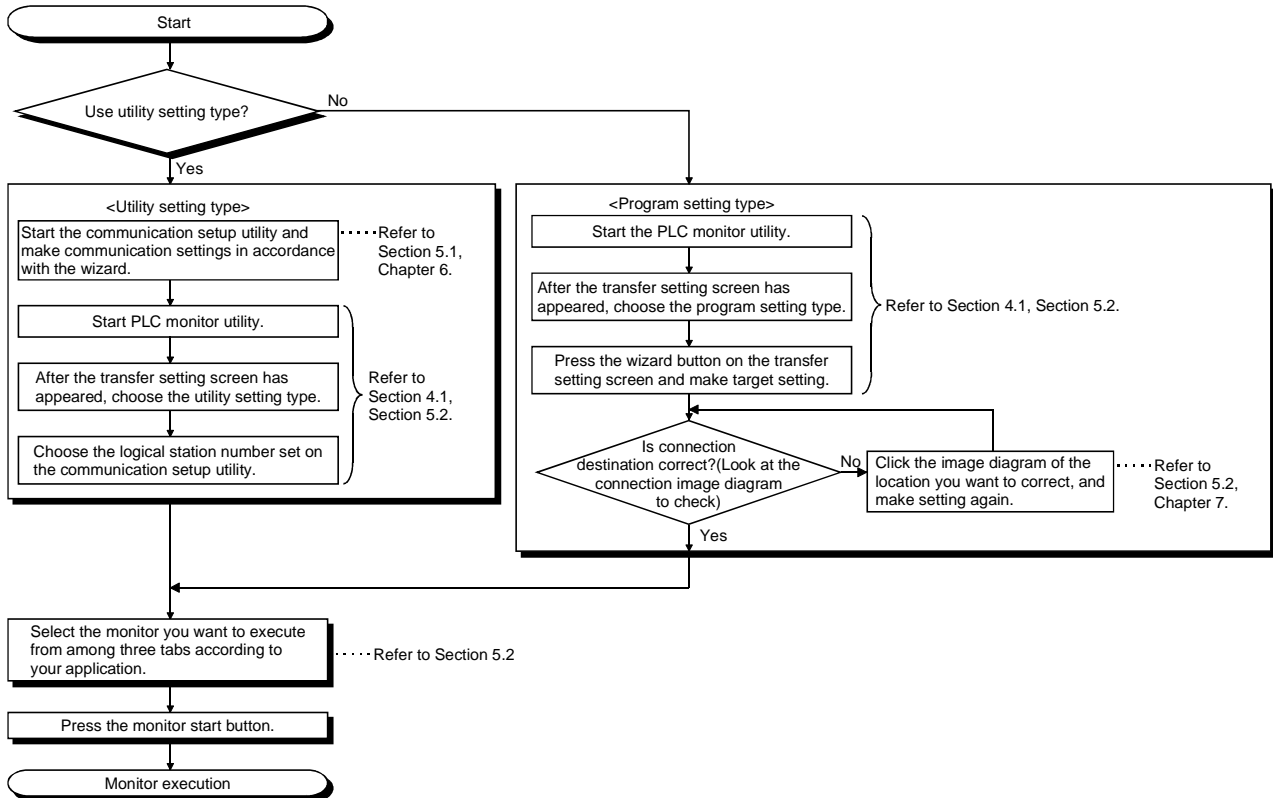 Start
Use utility setting type?
No
Yes
<Utility setting type>
Start the communication setup utility and
make communication settings in accordance
with the wizard.
Refer to
Section 5.1,
Chapter 6.
Start PLC monitor utility.
After the transfer setting screen has
appeared, choose the utility setting type.
Choose the logical station number set on
the communication setup utility.
Refer to
Section 4.1,
Section 5.2.
<Program setting type>
Start the PLC monitor utility.
After the transfer setting screen has
appeared, choose the program setting type.
Press the wizard button on the transfer
setting screen and make target setting.
Refer to Section 4.1, Section 5.2.
Is connection
destination correct?(Look at the
connection image diagram
to check)
No
Click the image diagram of the
location you want to correct, and
make setting again.
Refer to
Section 5.2,
Chapter 7.
Yes
Select the monitor you want to execute
from among three tabs according to
your application.
Refer to Section 5.2
Press the monitor start button.
Monitor execution